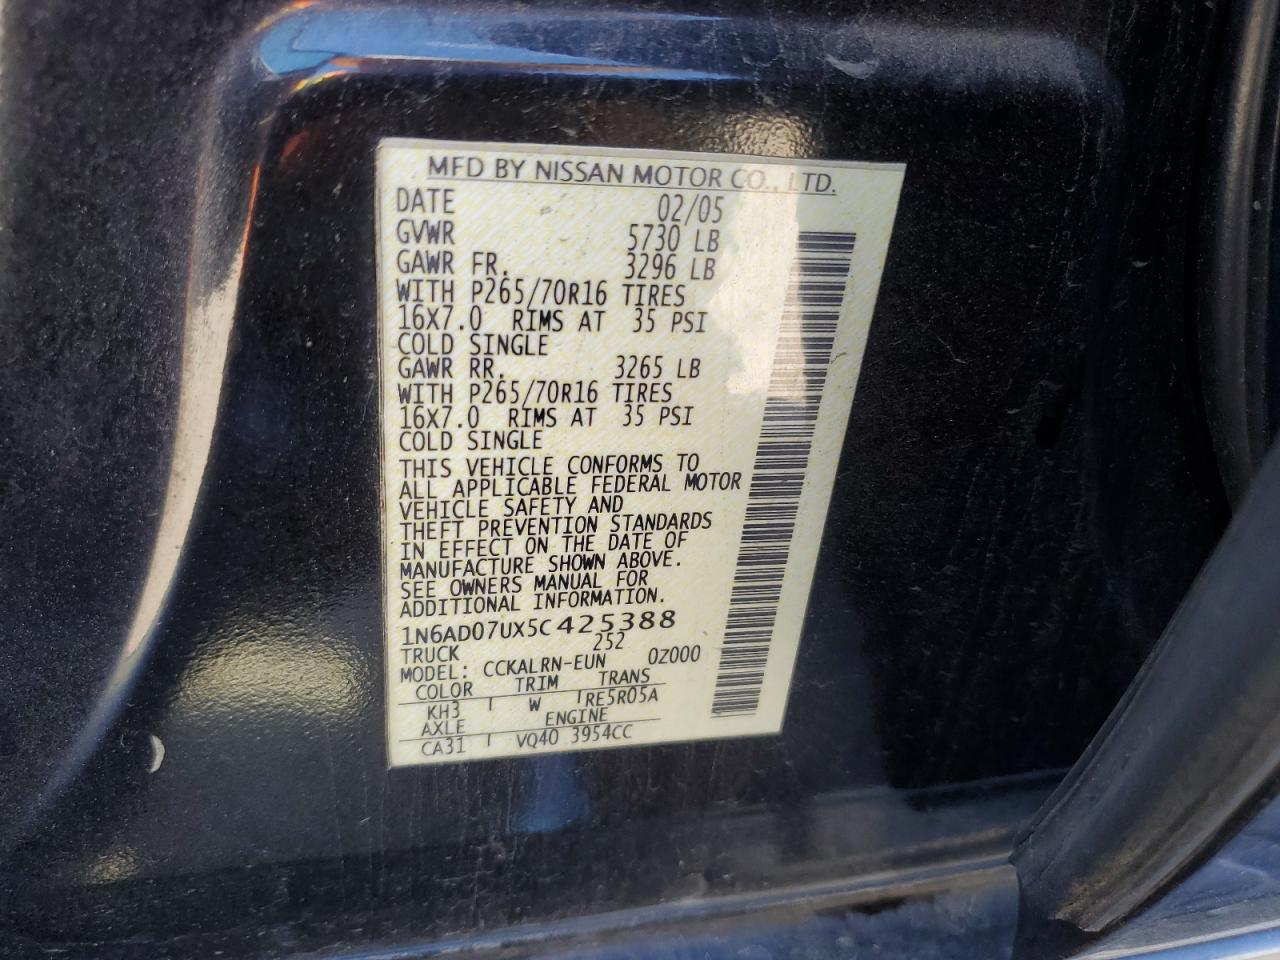 MFD BY NISSAN MOTOR CO., LTD.
DATE 02/05
GVWR 5730 LB
GAWR FR. 3296 LB
WITH P265/70R16 TIRES
16X7.0 RIMS AT 35 PSI
COLD SINGLE
GAWR RR. 3265 LB
WITH P265/70R16 TIRES
16X7.0 RIMS AT 35 PSI
COLD SINGLE
THIS VEHICLE CONFORMS TO
ALL APPLICABLE FEDERAL MOTOR
VEHICLE SAFETY AND
THEFT PREVENTION STANDARDS
IN EFFECT ON THE DATE OF
MANUFACTURE SHOWN ABOVE.
SEE OWNERS MANUAL FOR
ADDITIONAL INFORMATION.
1N6AD07UX5C425388
TRUCK 252
MODEL: CCKALRN-EUN 0Z000
COLOR TRIM TRANS
KH3 W RE5R05A
AXLE ENGINE
CA31 VQ40 3954CC